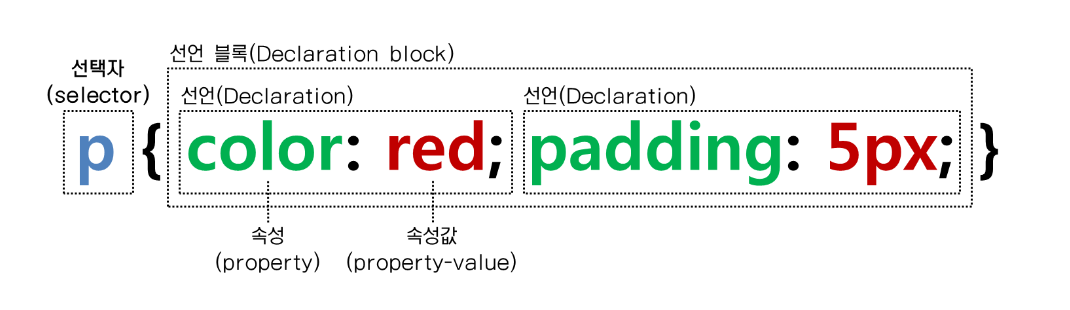 선언 블록(Declaration block)
선택자
(selector)
선언(Declaration)
선언(Declaration)
p { color: red; padding: 5px; }
속성
(property)
속성값
(property-value)